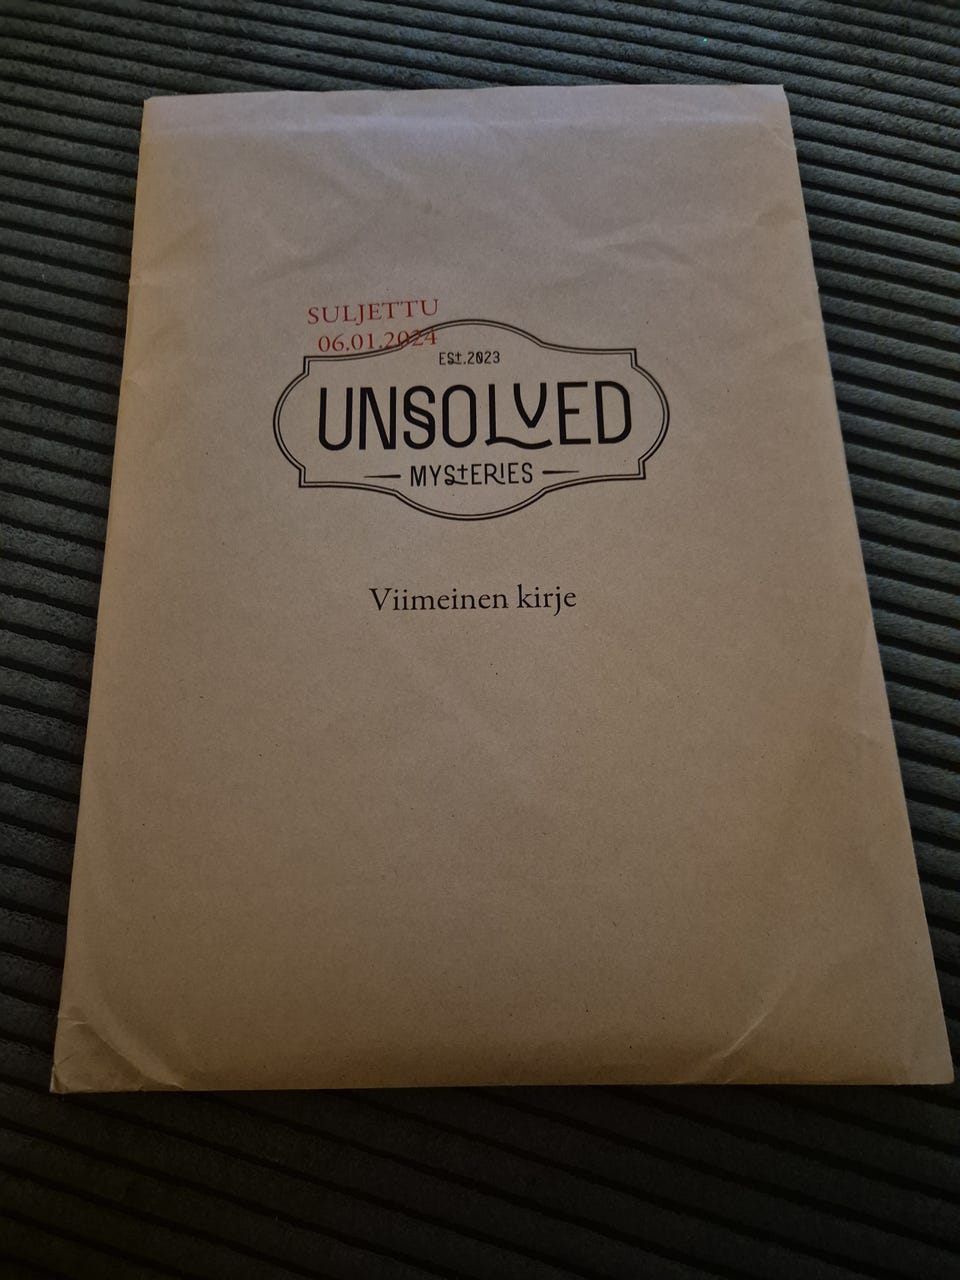 SULJETTU
06.01.2024
EST.2023
UNSOLVED
MYSTERIES
Viimeinen kirje